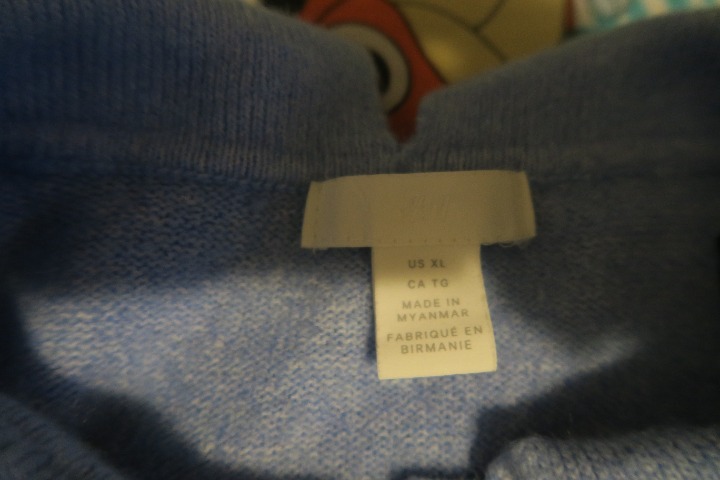 US XL
CA TG
MADE IN
MYANMAR
FABRIQUÉ EN
BIRMANIE